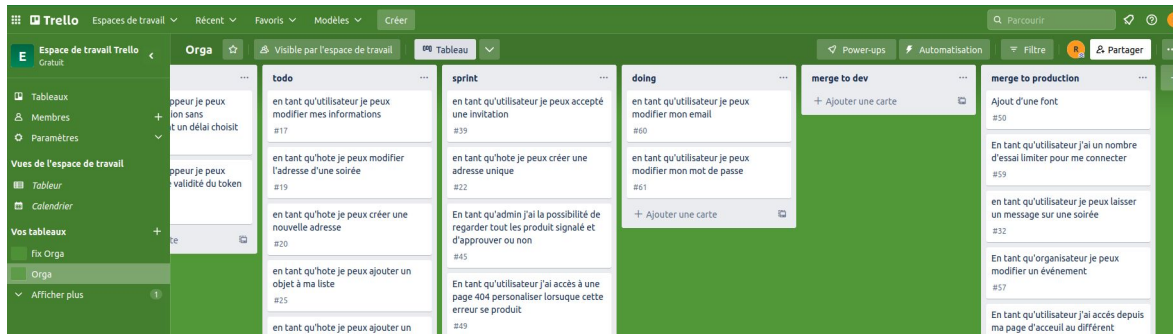 Trello Espaces de travail Récent Favoris Modèles Créer Parcourir
E Espace de travail Trello
Gratuit
Orga Visible par l'espace de travail Tableau Power-ups Automatisation Filtre R Partager
Tableaux
Membres
Paramètres
Vues de l'espace de travail
Tableur
Calendrier
Vos tableaux
fix Orga
Orga
Afficher plus 1
ppeur je peux
ion sans
t un délai choisit
ppeur je peux
validité du token
te
todo
en tant qu'utilisateur je peux
modifier mes informations
#17
en tant qu'hote je peux modifier
l'adresse d'une soirée
#19
en tant qu'hote je peux créer une
nouvelle adresse
#20
en tant qu'hote je peux ajouter un
objet à ma liste
#25
en tant qu'hote je peux ajouter un
sprint
en tant qu'utilisateur je peux accepté
une invitation
#39
en tant qu'hote je peux créer une
adresse unique
#22
En tant qu'admin j'ai la possibilité de
regarder tout les produit signalé et
d'approuver ou non
#45
En tant qu'utilisateur j'ai accès à une
page 404 personaliser lorsuque cette
erreur se produit
#49
doing
en tant qu'utilisateur je peux
modifier mon email
#60
en tant qu'utilisateur je peux
modifier mon mot de passe
#61
+ Ajouter une carte
merge to dev
+ Ajouter une carte
merge to production
Ajout d'une font
#50
En tant qu'utilisateur j'ai un nombre
d'essai limiter pour me connecter
#59
en tant qu'utilisateur je peux laisser
un message sur une soirée
#32
En tant qu'organisateur je peux
modifier un événement
#57
En tant qu'utilisateur j'ai accés depuis
ma page d'acceuil au différent